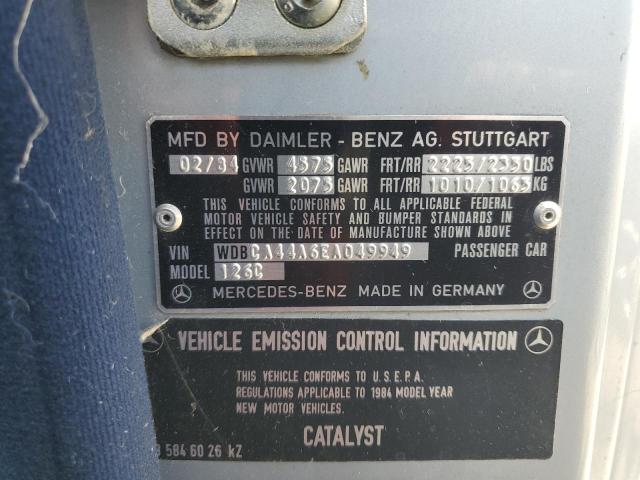 MFD BY DAIMLER - BENZ AG. STUTTGART
02/84 GVWR 4575 GAWR FRT/RR 2225/2350 LBS
GVWR 2075 GAWR FRT/RR 1010/1065 KG
THIS VEHICLE CONFORMS TO ALL APPLICABLE FEDERAL
MOTOR VEHICLE SAFETY AND BUMPER STANDARDS IN
EFFECT ON THE DATE OF MANUFACTURE SHOWN ABOVE
VIN WDBCA44A6EA049949 PASSENGER CAR
MODEL 126C
MERCEDES-BENZ MADE IN GERMANY
VEHICLE EMISSION CONTROL INFORMATION
THIS VEHICLE CONFORMS TO U.S.E.P.A.
REGULATIONS APPLICABLE TO 1984 MODEL YEAR
NEW MOTOR VEHICLES.
CATALYST
584 60 26 kZ